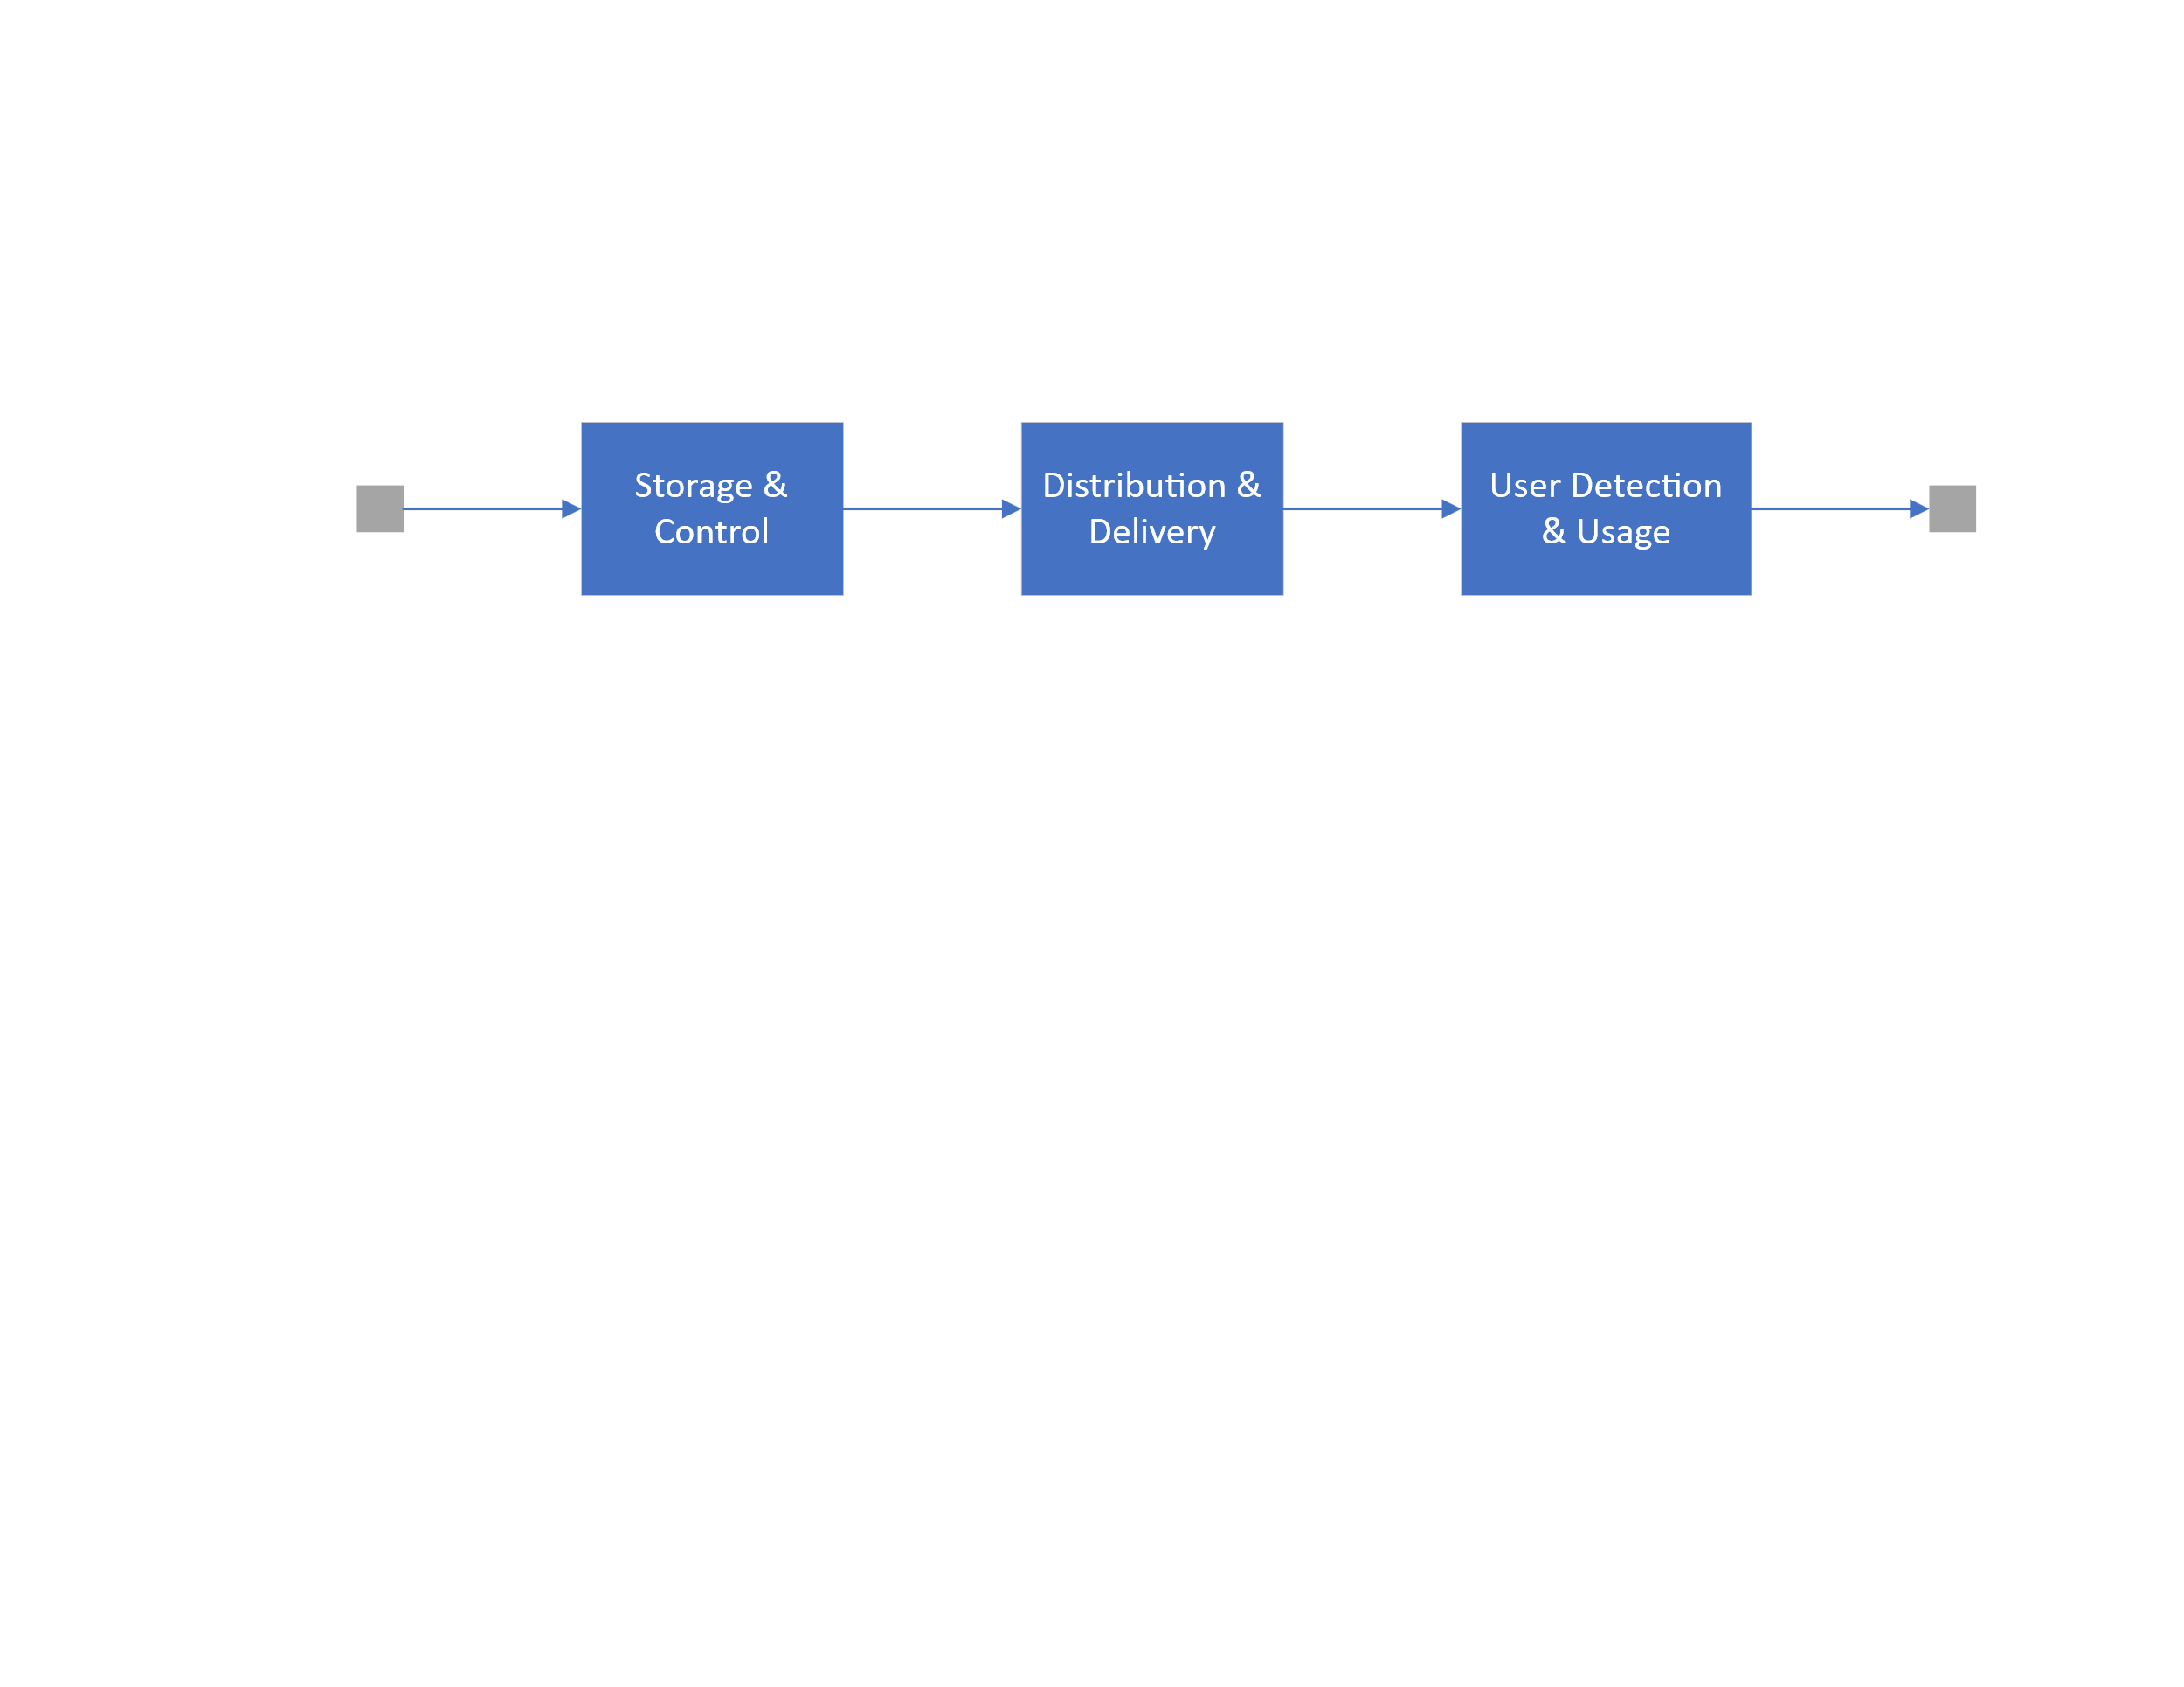 Storage &
Control
Distribution &
Delivery
User Detection
& Usage